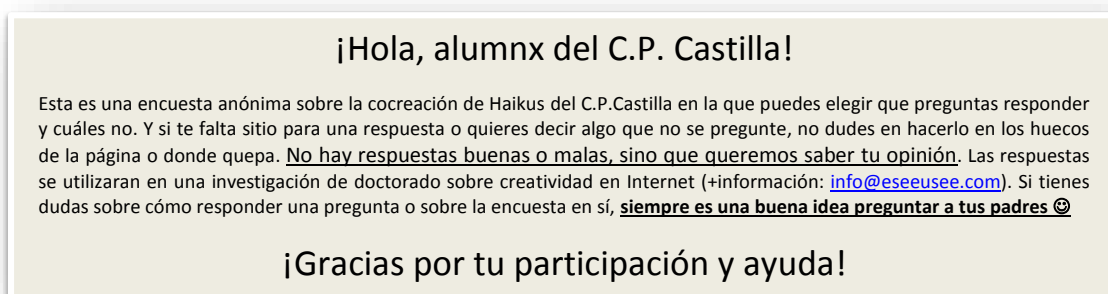 ¡Hola, alumnx del C.P. Castilla!
Esta es una encuesta anónima sobre la cocreación de Haikus del C.P.Castilla en la que puedes elegir que preguntas responder
y cuáles no. Y si te falta sitio para una respuesta o quieres decir algo que no se pregunte, no dudes en hacerlo en los huecos
de la página o donde quepa. No hay respuestas buenas o malas, sino que queremos saber tu opinión. Las respuestas
se utilizaran en una investigación de doctorado sobre creatividad en Internet (+información: info@eseeusee.com). Si tienes
dudas sobre cómo responder una pregunta o sobre la encuesta en sí, siempre es una buena idea preguntar a tus padres ☺
¡Gracias por tu participación y ayuda!